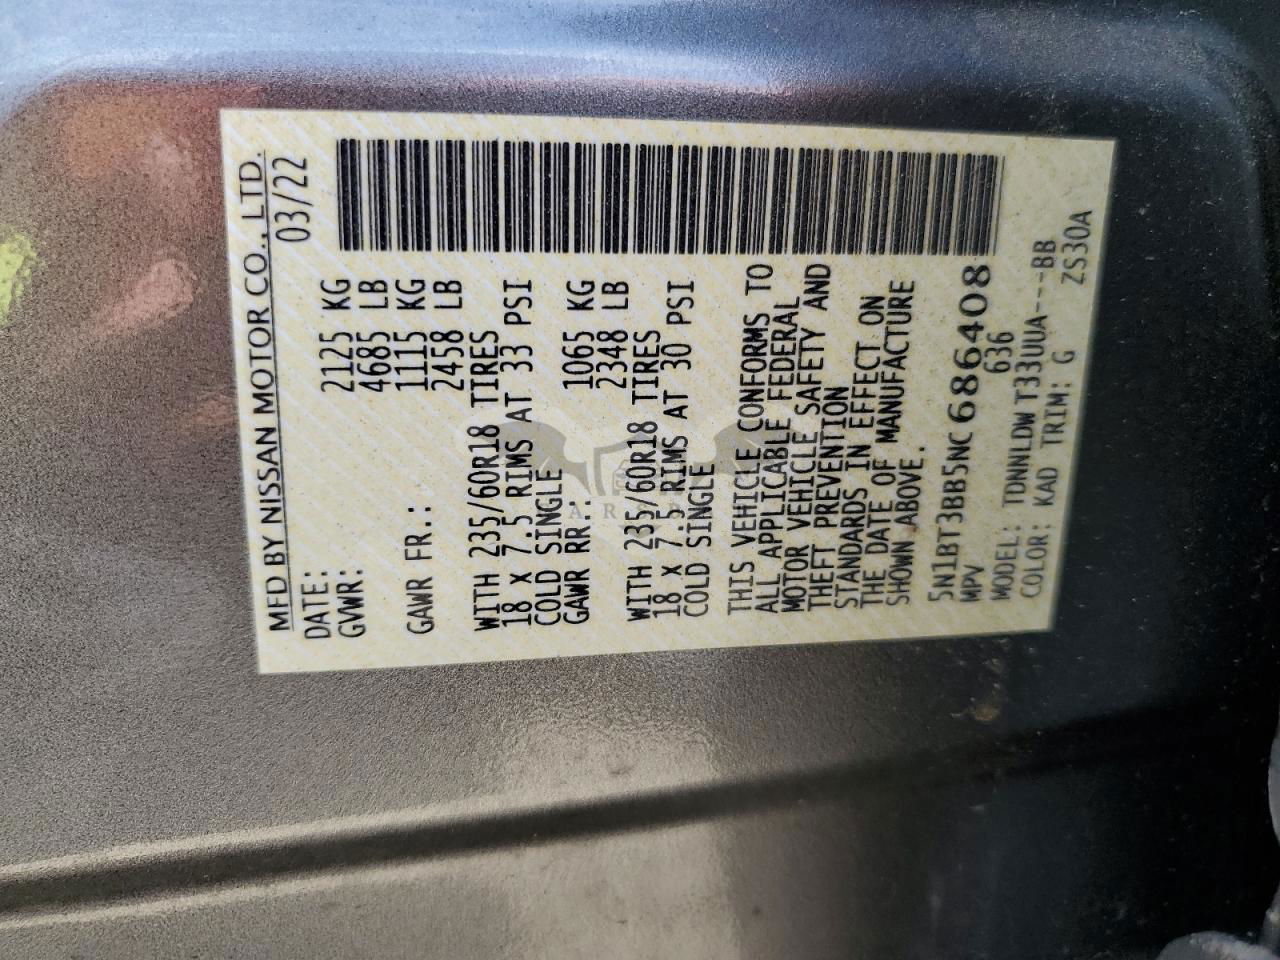 MFD BY NISSAN MOTOR CO., LTD.
DATE: 03/22
GVWR: 2125 KG
4685 LB
GAWR FR.: 1115 KG
2458 LB
WITH 235/60R18 TIRES
18 X 7.5 RIMS AT 33 PSI
COLD SINGLE
GAWR RR.: 1065 KG
2348 LB
WITH 235/60R18 TIRES
18 X 7.5 RIMS AT 30 PSI
COLD SINGLE
THIS VEHICLE CONFORMS TO
ALL APPLICABLE FEDERAL
MOTOR VEHICLE SAFETY AND
THEFT PREVENTION
STANDARDS IN EFFECT ON
THE DATE OF MANUFACTURE
SHOWN ABOVE.
5N1BT3BB5NC686408
MPV 636
MODEL: TDNNLDW T33UUA---BB
COLOR: KAD TRIM: G ZS30A